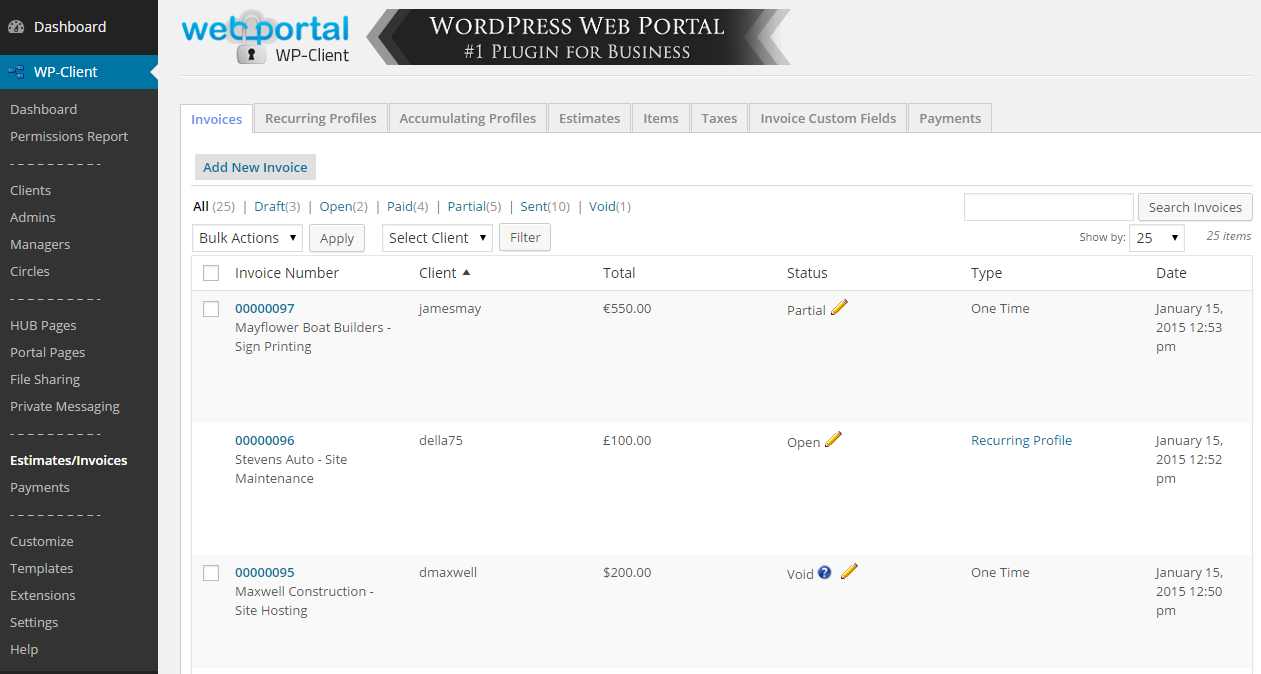 Dashboard
WP-Client
Dashboard
Permissions Report
- - - - - - - - - -
Clients
Admins
Managers
Circles
- - - - - - - - - -
HUB Pages
Portal Pages
File Sharing
Private Messaging
- - - - - - - - - -
Estimates/Invoices
Payments
- - - - - - - - - -
Customize
Templates
Extensions
Settings
Help
web portal
WP-Client
WORDPRESS WEB PORTAL
#1 PLUGIN FOR BUSINESS
Invoices Recurring Profiles Accumulating Profiles Estimates Items Taxes Invoice Custom Fields Payments
Add New Invoice
All (25) | Draft(3) | Open(2) | Paid(4) | Partial(5) | Sent(10) | Void(1)
Search Invoices
Bulk Actions Apply Select Client Filter Show by: 25 25 items
Invoice Number Client Total Status Type Date
00000097 jamesmay €550.00 Partial One Time January 15,
Mayflower Boat Builders - 2015 12:53
Sign Printing pm
00000096 della75 £100.00 Open Recurring Profile January 15,
Stevens Auto - Site 2015 12:52
Maintenance pm
00000095 dmaxwell $200.00 Void ? One Time January 15,
Maxwell Construction - 2015 12:50
Site Hosting pm